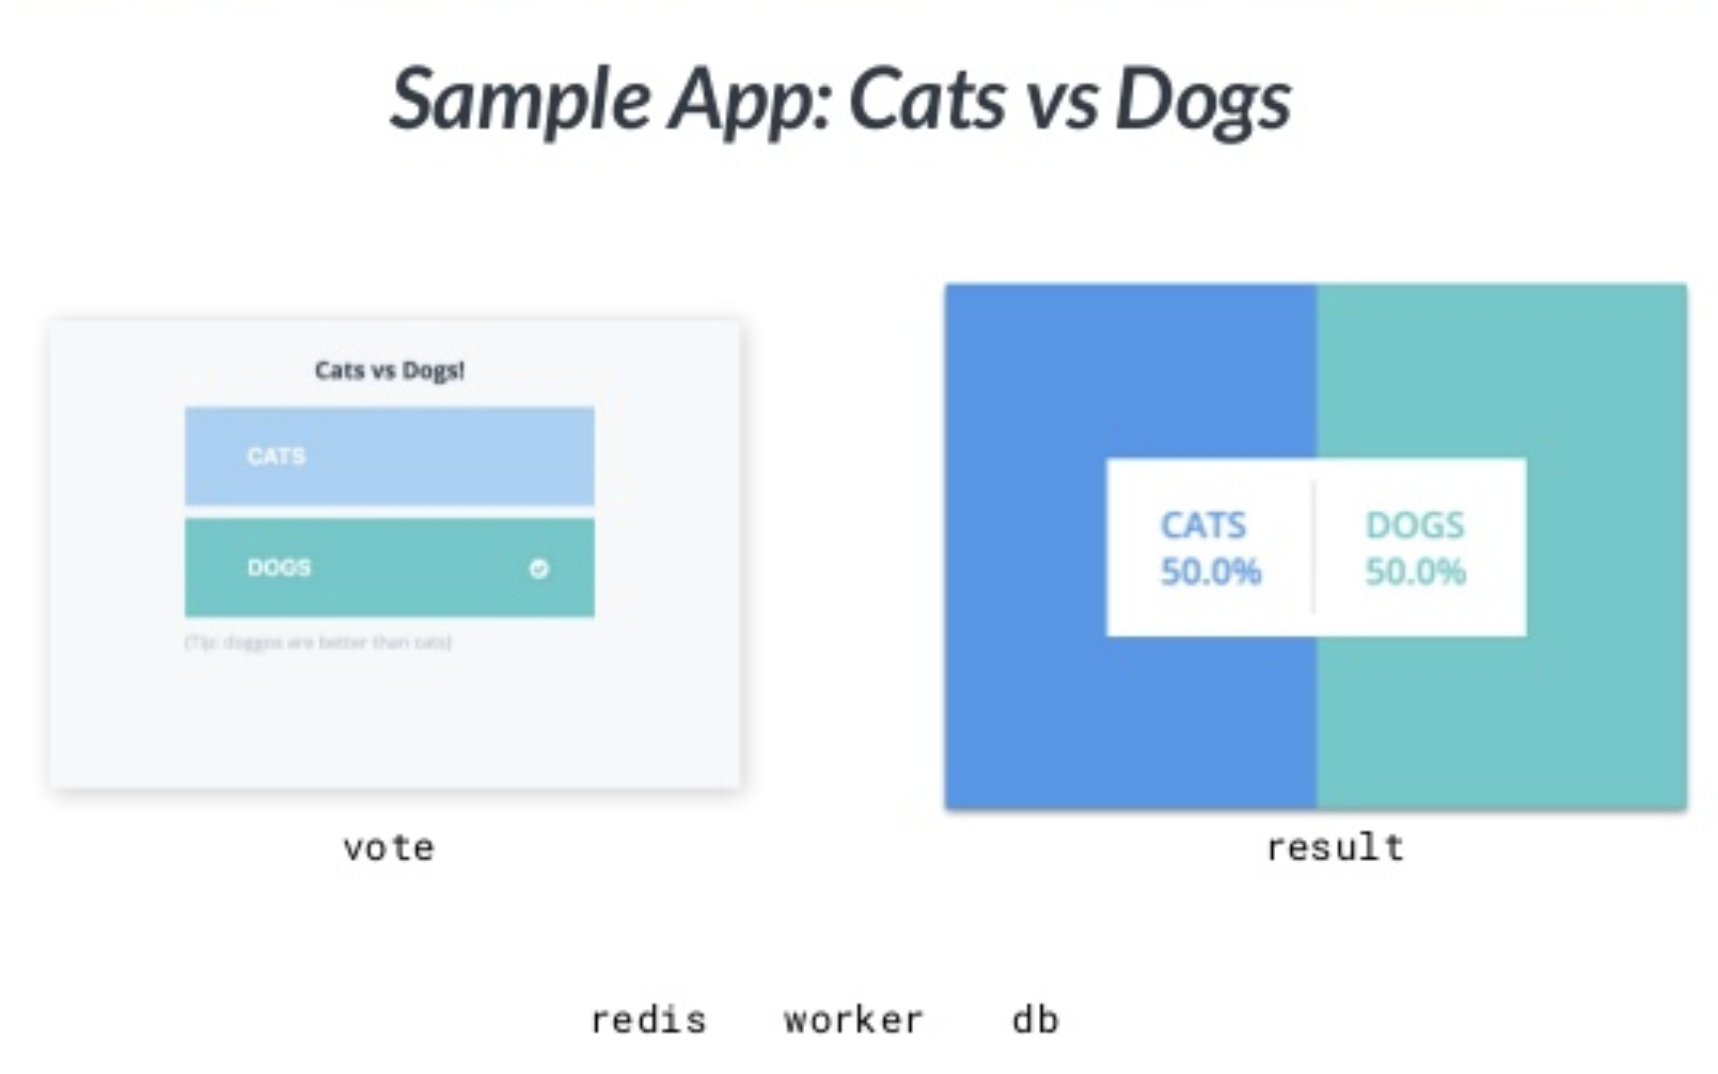 Sample App: Cats vs Dogs
Cats vs Dogs!
CATS
DOGS
(Tip: doggos are better than cats)
vote
CATS
50.0%
DOGS
50.0%
result
redis worker db